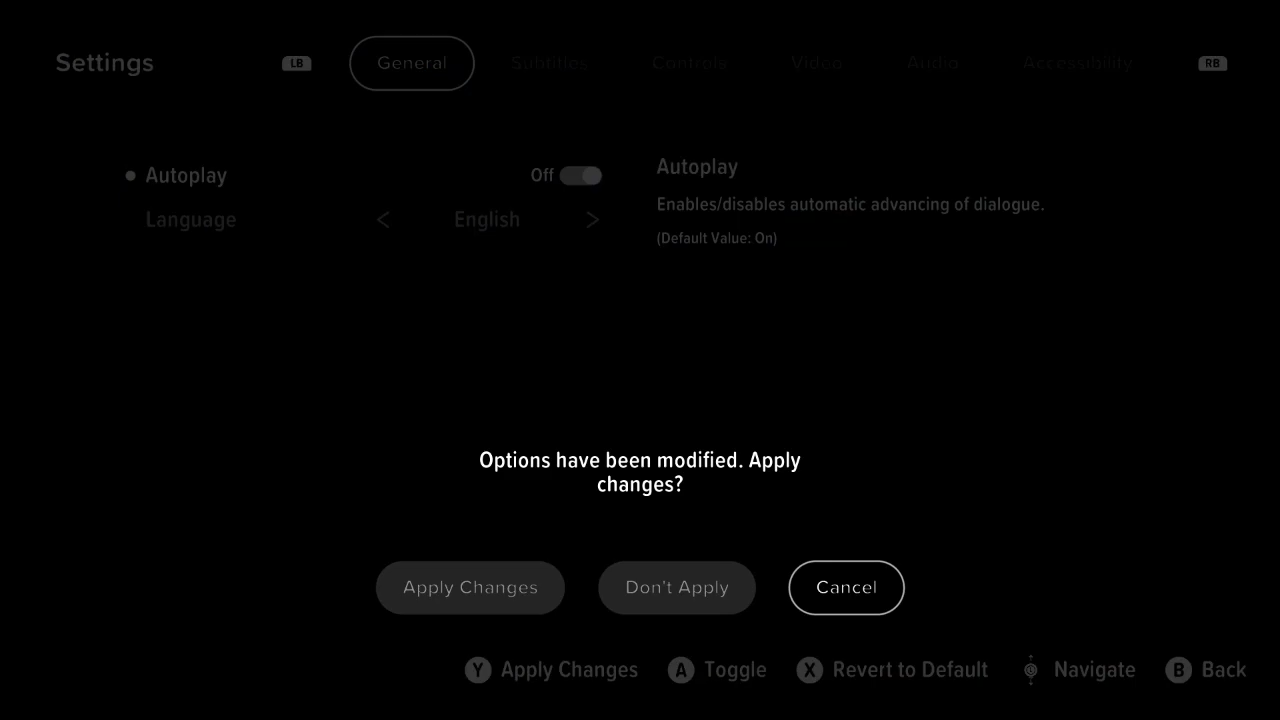 Settings LB General Subtitles Controls Video Audio Accessibility RB
Autoplay Off
Language < English >
Autoplay
Enables/disables automatic advancing of dialogue.
(Default Value: On)
Options have been modified. Apply
changes?
Apply Changes Don't Apply Cancel
Y Apply Changes A Toggle X Revert to Default L Navigate B Back